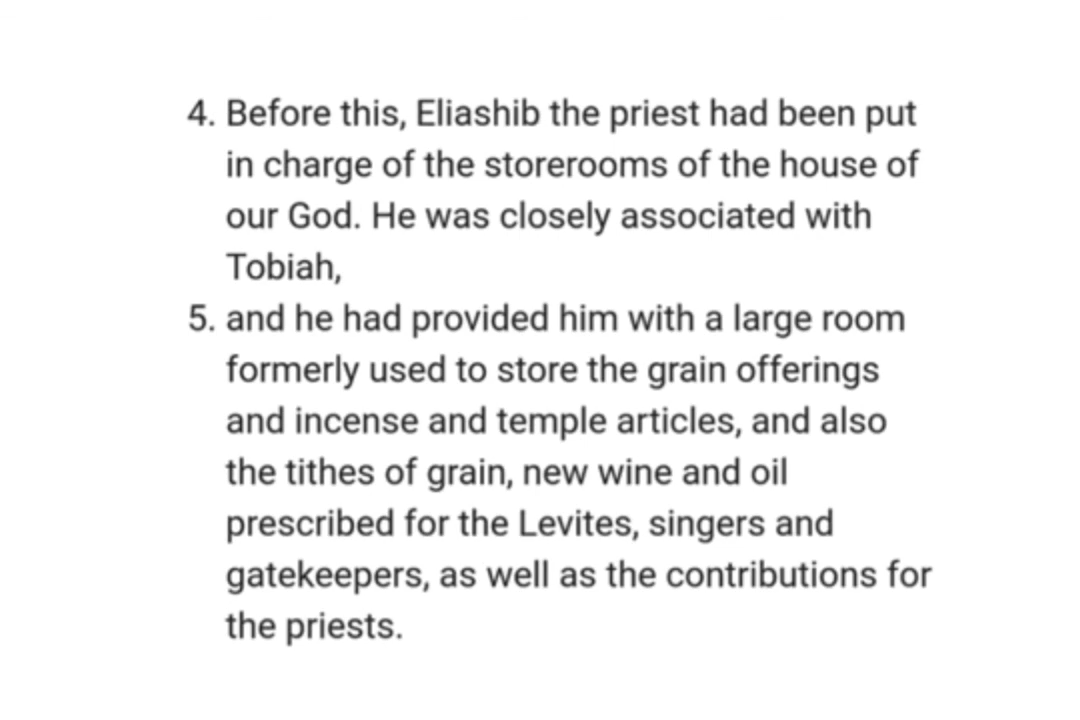 4. Before this, Eliashib the priest had been put
in charge of the storerooms of the house of
our God. He was closely associated with
Tobiah,
5. and he had provided him with a large room
formerly used to store the grain offerings
and incense and temple articles, and also
the tithes of grain, new wine and oil
prescribed for the Levites, singers and
gatekeepers, as well as the contributions for
the priests.